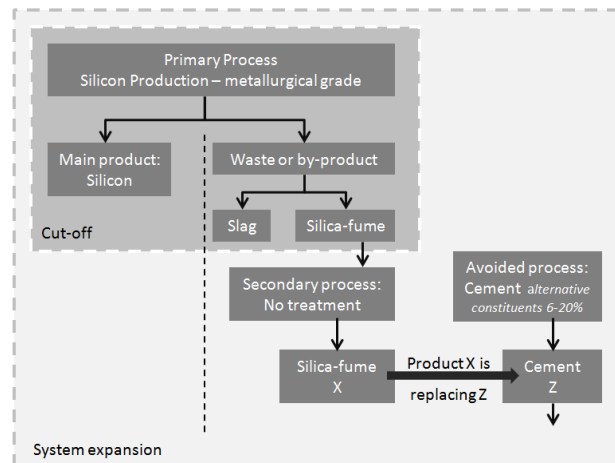 Primary Process
Silicon Production – metallurgical grade
Main product:
Silicon
Waste or by-product
Slag
Silica-fume
Cut-off
Secondary process:
No treatment
Avoided process:
Cement alternative
constituents 6-20%
Silica-fume
X
Product X is
replacing Z
Cement
Z
System expansion